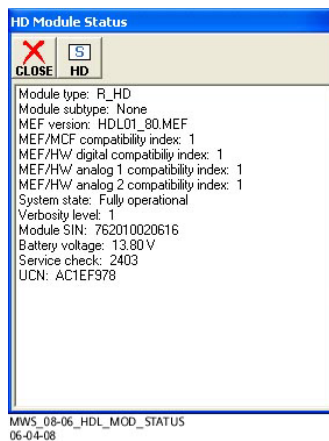 HD Module Status
S
CLOSE HD
Module type: R_HD
Module subtype: None
MEF version: HDL01_80.MEF
MEF/MCF compatibility index: 1
MEF/HW digital compatibiliy index: 1
MEF/HW analog 1 compatibility index: 1
MEF/HW analog 2 compatibility index: 1
System state: Fully operational
Verbosity level: 1
Module SIN: 762010020616
Battery voltage: 13.80 V
Service check: 2403
UCN: AC1EF978
MWS_08-06_HDL_MOD_STATUS
06-04-08